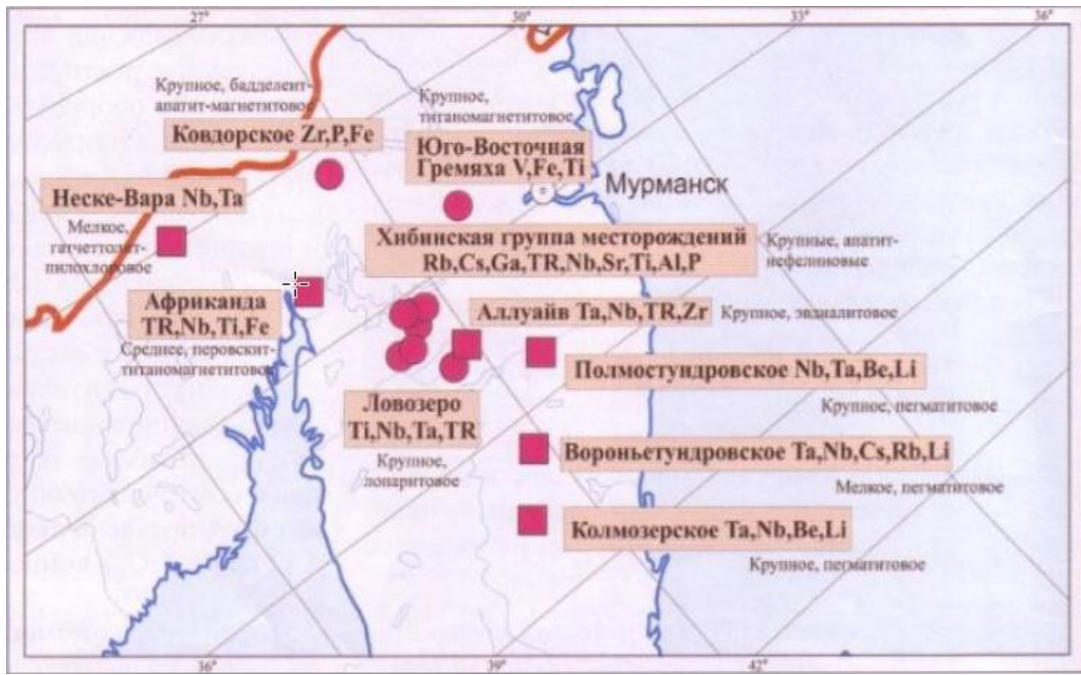 27°
30°
33°
36°
Крупное, бадделеит-
апатит-магнетитовое
Ковдорское Zr,P,Fe
Крупное,
титаномагнетитовое
Юго-Восточная
Гремяха V,Fe,Ti
Мурманск
Неске-Вара Nb,Ta
Мелкое,
гатчеттолит-
пилохлоровое
Хибинская группа месторождений
Rb,Cs,Ga,TR,Nb,Sr,Ti,Al,P
Крупные, апатит-
нефелиновые
Африканда
TR,Nb,Ti,Fe
Среднее, перовскит-
титаномагнетитовое
Аллуайв Ta,Nb,TR,Zr
Крупное, эвдиалитовое
Полмостундровское Nb,Ta,Be,Li
Крупное, пегматитовое
Ловозеро
Ti,Nb,Ta,TR
Крупное,
лопаритовое
Вороньетундровское Ta,Nb,Cs,Rb,Li
Мелкое, пегматитовое
Колмозерское Ta,Nb,Be,Li
Крупное, пегматитовое
36°
39°
42°